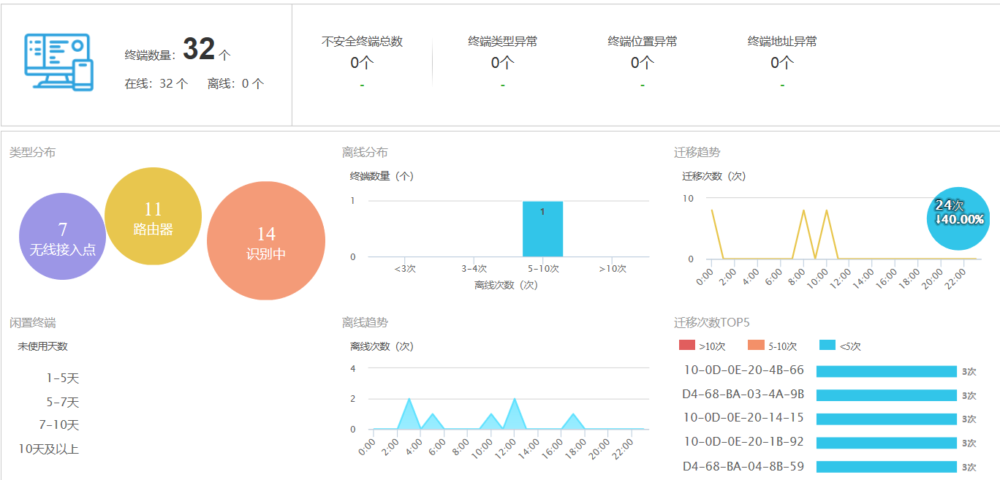 终端数量：32 个
在线：32 个 离线：0 个
不安全终端总数
0个
-
终端类型异常
0个
-
终端位置异常
0个
-
终端地址异常
0个
-
类型分布
7
无线接入点
11
路由器
14
识别中
离线分布
终端数量（个）
1
0
1
<3次 3-4次 5-10次 >10次
离线次数（次）
迁移趋势
迁移次数（次）
10
0
24次
↓40.00%
0:00 2:00 4:00 6:00 8:00 10:00 12:00 14:00 16:00 18:00 20:00 22:00
闲置终端
未使用天数
1-5天
5-7天
7-10天
10天及以上
离线趋势
离线次数（次）
4
2
0
0:00 2:00 4:00 6:00 8:00 10:00 12:00 14:00 16:00 18:00 20:00 22:00
迁移次数TOP5
>10次 5-10次 <5次
10-0D-0E-20-4B-66 3次
D4-68-BA-03-4A-9B 3次
10-0D-0E-20-14-15 3次
10-0D-0E-20-1B-92 3次
D4-68-BA-04-8B-59 3次